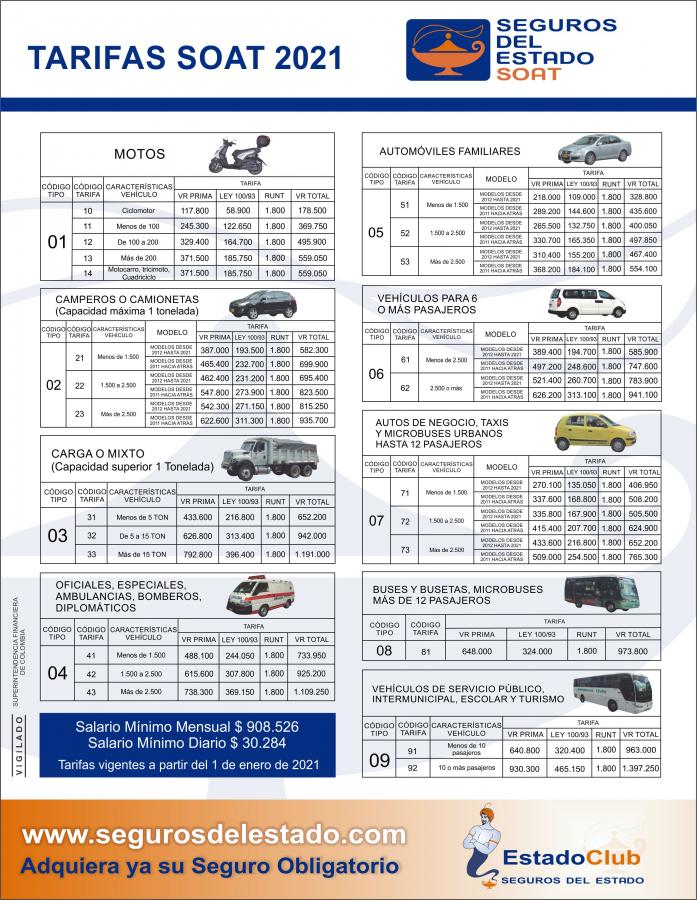 TARIFAS SOAT 2021
SEGUROS
DEL
ESTADO
SOAT
MOTOS
CÓDIGO TIPO CÓDIGO TARIFA CARACTERÍSTICAS VEHÍCULO TARIFA
VR PRIMA LEY 100/93 RUNT VR TOTAL
01
10 Ciclomotor 117.800 58.900 1.800 178.500
11 Menos de 100 245.300 122.650 1.800 369.750
12 De 100 a 200 329.400 164.700 1.800 495.900
13 Más de 200 371.500 185.750 1.800 559.050
14 Motocarro, tricimoto, Cuadriciclo 371.500 185.750 1.800 559.050
CAMPEROS O CAMIONETAS
(Capacidad máxima 1 tonelada)
CÓDIGO TIPO CÓDIGO TARIFA CARACTERÍSTICAS VEHÍCULO MODELO TARIFA
VR PRIMA LEY 100/93 RUNT VR TOTAL
02
21 Menos de 1.500 MODELOS DESDE 2012 HASTA 2021 387.000 193.500 1.800 582.300
MODELOS DESDE 2011 HACIA ATRÁS 465.400 232.700 1.800 699.900
22 1.500 a 2.500 MODELOS DESDE 2012 HASTA 2021 462.400 231.200 1.800 695.400
MODELOS DESDE 2011 HACIA ATRÁS 547.800 273.900 1.800 823.500
23 Más de 2.500 MODELOS DESDE 2012 HASTA 2021 542.300 271.150 1.800 815.250
MODELOS DESDE 2011 HACIA ATRÁS 622.600 311.300 1.800 935.700
CARGA O MIXTO
(Capacidad superior 1 Tonelada)
CÓDIGO TIPO CÓDIGO TARIFA CARACTERÍSTICAS VEHÍCULO TARIFA
VR PRIMA LEY 100/93 RUNT VR TOTAL
03
31 Menos de 5 TON 433.600 216.800 1.800 652.200
32 De 5 a 15 TON 626.800 313.400 1.800 942.000
33 Más de 15 TON 792.800 396.400 1.800 1.191.000
OFICIALES, ESPECIALES,
AMBULANCIAS, BOMBEROS,
DIPLOMÁTICOS
CÓDIGO TIPO CÓDIGO TARIFA CARACTERÍSTICAS VEHÍCULO TARIFA
VR PRIMA LEY 100/93 RUNT VR TOTAL
04
41 Menos de 1.500 488.100 244.050 1.800 733.950
42 1.500 a 2.500 615.600 307.800 1.800 925.200
43 Más de 2.500 738.300 369.150 1.800 1.109.250
Salario Mínimo Mensual $ 908.526
Salario Mínimo Diario $ 30.284
Tarifas vigentes a partir del 1 de enero de 2021
VIGILADO
SUPERINTENDENCIA FINANCIERA
DE COLOMBIA
AUTOMÓVILES FAMILIARES
CÓDIGO TIPO CÓDIGO TARIFA CARACTERÍSTICAS VEHÍCULO MODELO TARIFA
VR PRIMA LEY 100/93 RUNT VR TOTAL
05
51 Menos de 1.500 MODELOS DESDE 2012 HASTA 2021 218.000 109.000 1.800 328.800
MODELOS DESDE 2011 HACIA ATRÁS 289.200 144.600 1.800 435.600
52 1.500 a 2.500 MODELOS DESDE 2012 HASTA 2021 265.500 132.750 1.800 400.050
MODELOS DESDE 2011 HACIA ATRÁS 330.700 165.350 1.800 497.850
53 Más de 2.500 MODELOS DESDE 2012 HASTA 2021 310.400 155.200 1.800 467.400
MODELOS DESDE 2011 HACIA ATRÁS 368.200 184.100 1.800 554.100
VEHÍCULOS PARA 6
O MÁS PASAJEROS
CÓDIGO TIPO CÓDIGO TARIFA CARACTERÍSTICAS VEHÍCULO MODELO TARIFA
VR PRIMA LEY 100/93 RUNT VR TOTAL
06
61 Menos de 2.500 MODELOS DESDE 2012 HASTA 2021 389.400 194.700 1.800 585.900
MODELOS DESDE 2011 HACIA ATRÁS 497.200 248.600 1.800 747.600
62 2.500 o más MODELOS DESDE 2012 HASTA 2021 521.400 260.700 1.800 783.900
MODELOS DESDE 2011 HACIA ATRÁS 626.200 313.100 1.800 941.100
AUTOS DE NEGOCIO, TAXIS
Y MICROBUSES URBANOS
HASTA 12 PASAJEROS
CÓDIGO TIPO CÓDIGO TARIFA CARACTERÍSTICAS VEHÍCULO MODELO TARIFA
VR PRIMA LEY 100/93 RUNT VR TOTAL
07
71 Menos de 1.500 MODELOS DESDE 2012 HASTA 2021 270.100 135.050 1.800 406.950
MODELOS DESDE 2011 HACIA ATRÁS 337.600 168.800 1.800 508.200
72 1.500 a 2.500 MODELOS DESDE 2012 HASTA 2021 335.800 167.900 1.800 505.500
MODELOS DESDE 2011 HACIA ATRÁS 415.400 207.700 1.800 624.900
73 Más de 2.500 MODELOS DESDE 2012 HASTA 2021 433.600 216.800 1.800 652.200
MODELOS DESDE 2011 HACIA ATRÁS 509.000 254.500 1.800 765.300
BUSES Y BUSETAS, MICROBUSES
MÁS DE 12 PASAJEROS
CÓDIGO TIPO CÓDIGO TARIFA TARIFA
VR PRIMA LEY 100/93 RUNT VR TOTAL
08 81 648.000 324.000 1.800 973.800
VEHÍCULOS DE SERVICIO PÚBLICO,
INTERMUNICIPAL, ESCOLAR Y TURISMO
CÓDIGO TIPO CÓDIGO TARIFA CARACTERÍSTICAS VEHÍCULO TARIFA
VR PRIMA LEY 100/93 RUNT VR TOTAL
09
91 Menos de 10 pasajeros 640.800 320.400 1.800 963.000
92 10 o más pasajeros 930.300 465.150 1.800 1.397.250
www.segurosdelestado.com
Adquiera ya su Seguro Obligatorio
EstadoClub
SEGUROS DEL ESTADO